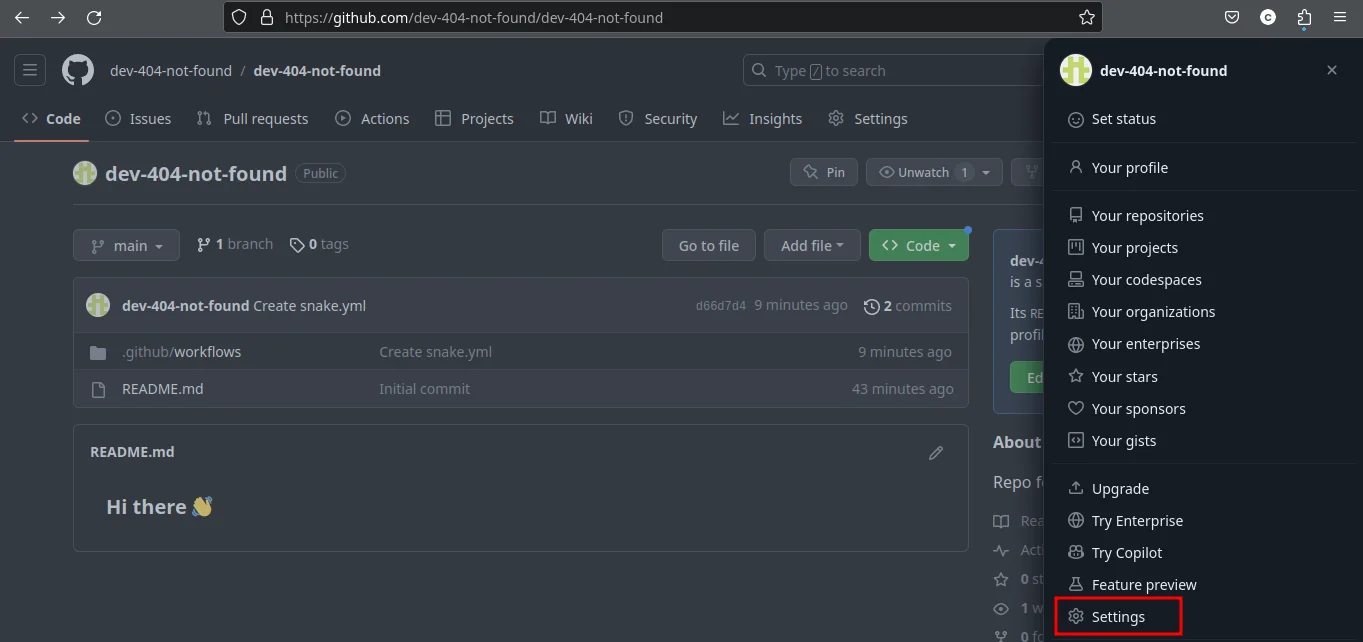 https://github.com/dev-404-not-found/dev-404-not-found
C
dev-404-not-found / dev-404-not-found
Type / to search
Code Issues Pull requests Actions Projects Wiki Security Insights Settings
dev-404-not-found Public
Pin Unwatch 1
main 1 branch 0 tags
Go to file Add file Code
dev-404-not-found Create snake.yml d66d7d4 9 minutes ago 2 commits
.github/workflows Create snake.yml 9 minutes ago
README.md Initial commit 43 minutes ago
README.md
Hi there 👋
is a s
Its RE
profil
Ed
About
Repo f
Rea
Acti
0 st
1 w
0 fo
dev-404-not-found
Set status
Your profile
Your repositories
Your projects
Your codespaces
Your organizations
Your enterprises
Your stars
Your sponsors
Your gists
Upgrade
Try Enterprise
Try Copilot
Feature preview
Settings